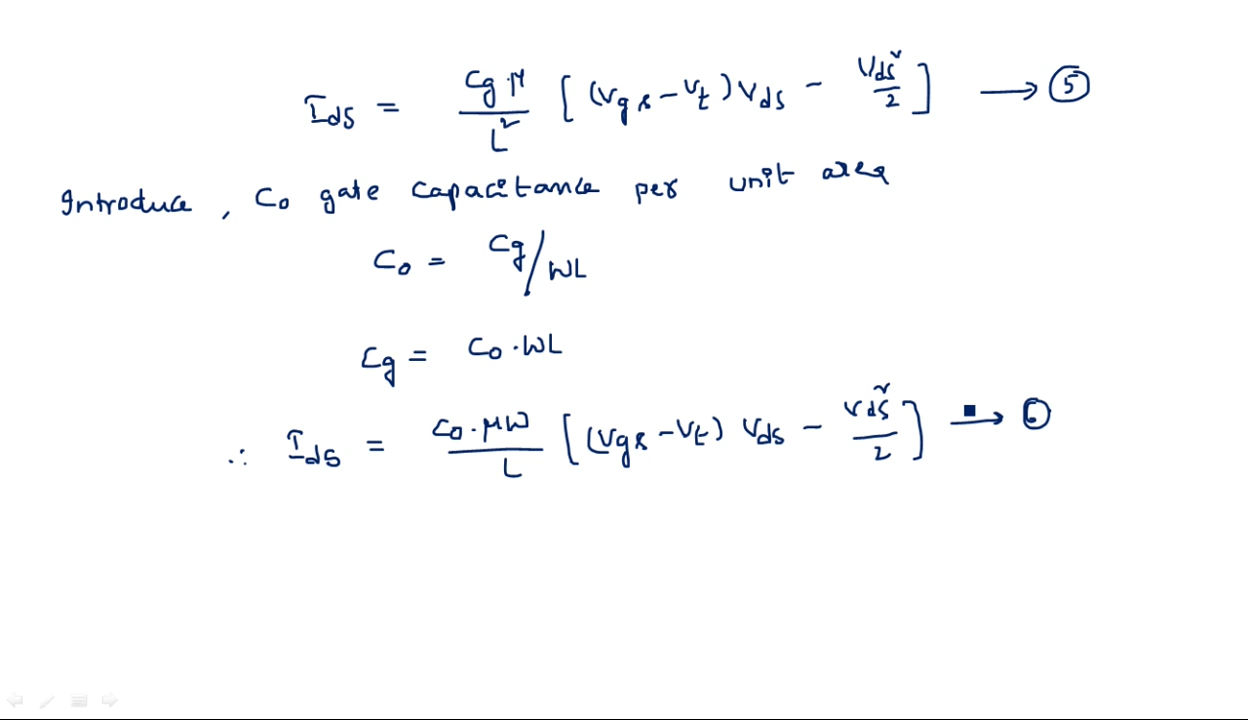 Ids = Cg μ / L² [ (Vgs - Vt) Vds - Vds² / 2 ] → ⑤
Introduce , Co gate capacitance per unit area
Co = Cg/WL
Cg = Co . WL
∴ Ids = Co . μW / L [ (Vgs - Vt) Vds - Vds² / 2 ] → ⑥